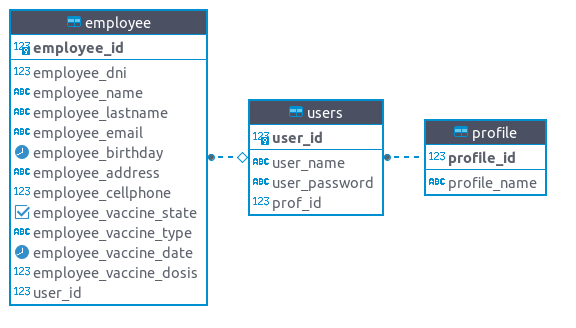 employee
123 employee_id
123 employee_dni
ABC employee_name
ABC employee_lastname
ABC employee_email
employee_birthday
ABC employee_address
123 employee_cellphone
employee_vaccine_state
ABC employee_vaccine_type
employee_vaccine_date
123 employee_vaccine_dosis
123 user_id
users
123 user_id
ABC user_name
ABC user_password
123 prof_id
profile
123 profile_id
ABC profile_name